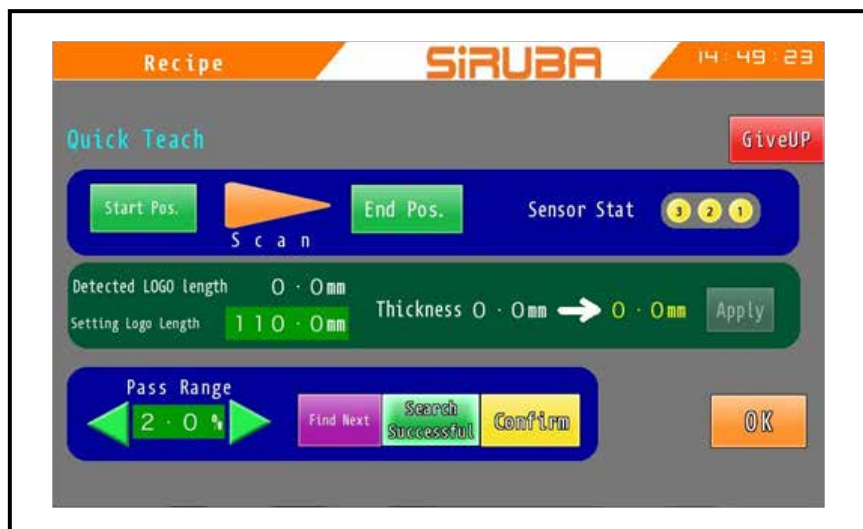 Recipe
SiRUBA
14:49:23
Quick Teach
GiveUP
Start Pos.
Scan
End Pos.
Sensor Stat
3 2 1
Detected LOGO length 0.0mm
Setting Logo Length 110.0mm
Thickness 0.0mm → 0.0mm
Apply
Pass Range
2.0 %
Find Next
Search
Successful
Confirm
OK